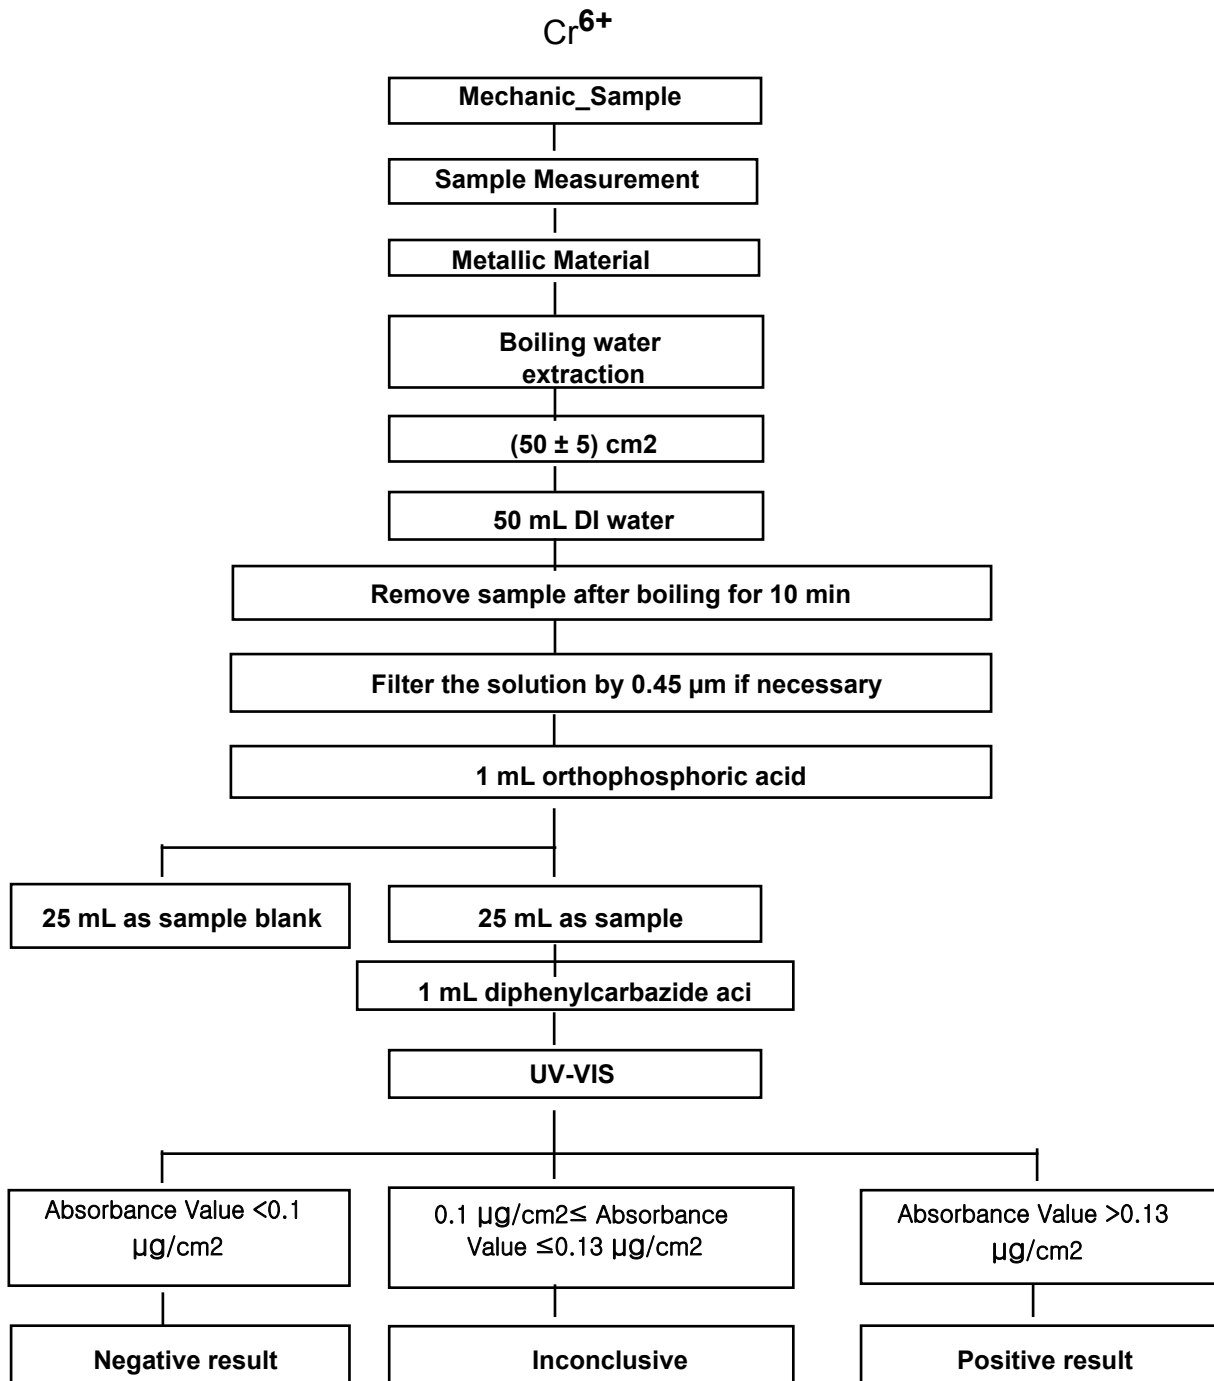 Cr6+
Mechanic_Sample
Sample Measurement
Metallic Material
Boiling water
extraction
(50 ± 5) cm2
50 mL DI water
Remove sample after boiling for 10 min
Filter the solution by 0.45 μm if necessary
1 mL orthophosphoric acid
25 mL as sample blank
25 mL as sample
1 mL diphenylcarbazide aci
UV-VIS
Absorbance Value <0.1
μg/cm2
0.1 μg/cm2≤ Absorbance
Value ≤0.13 μg/cm2
Absorbance Value >0.13
μg/cm2
Negative result
Inconclusive
Positive result